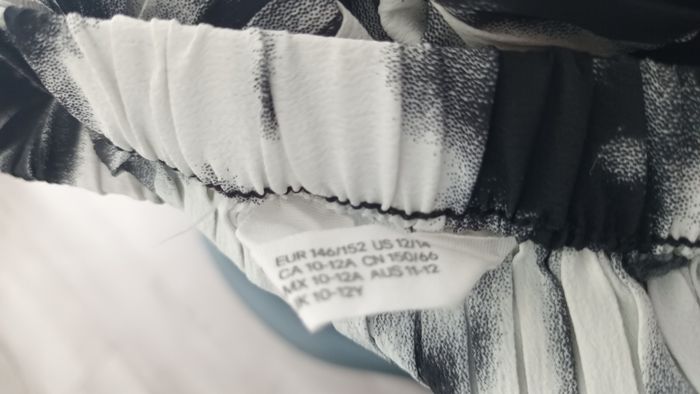 EUR 146/152 US 12/14
CA 10-12A CN 150/66
MX 10-12A AUS 11-12
UK 10-12Y